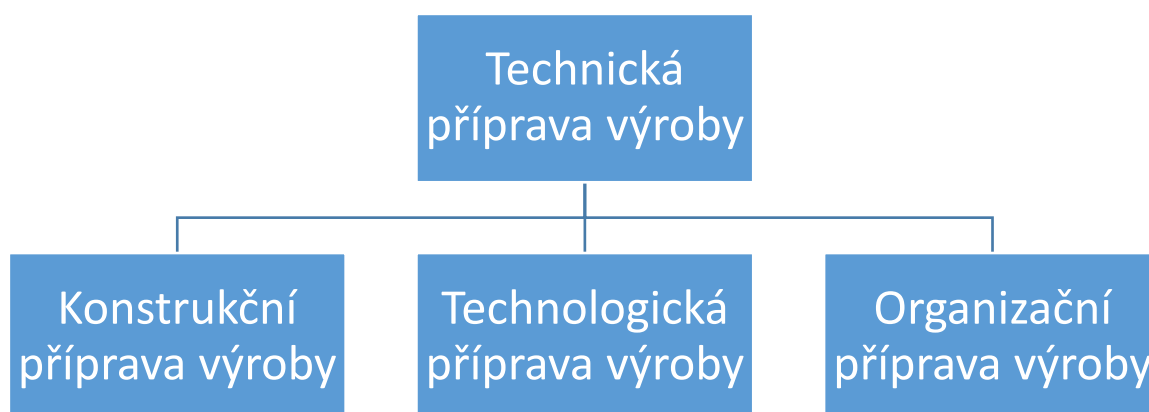 Technická
příprava výroby
Konstrukční
příprava výroby
Technologická
příprava výroby
Organizační
příprava výroby